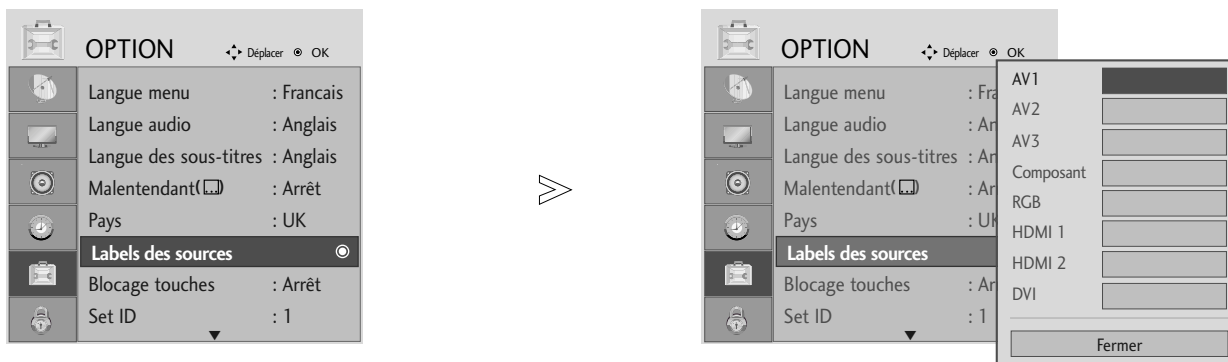 OPTION Déplacer OK
Langue menu : Francais
Langue audio : Anglais
Langue des sous-titres : Anglais
Malentendant( ) : Arrêt
Pays : UK
Labels des sources
Blocage touches : Arrêt
Set ID : 1
OPTION Déplacer OK
Langue menu : Fra
Langue audio : An
Langue des sous-titres : An
Malentendant( ) : Ar
Pays : UK
Labels des sources
Blocage touches : Ar
Set ID : 1
AV1
AV2
AV3
Composant
RGB
HDMI 1
HDMI 2
DVI
Fermer